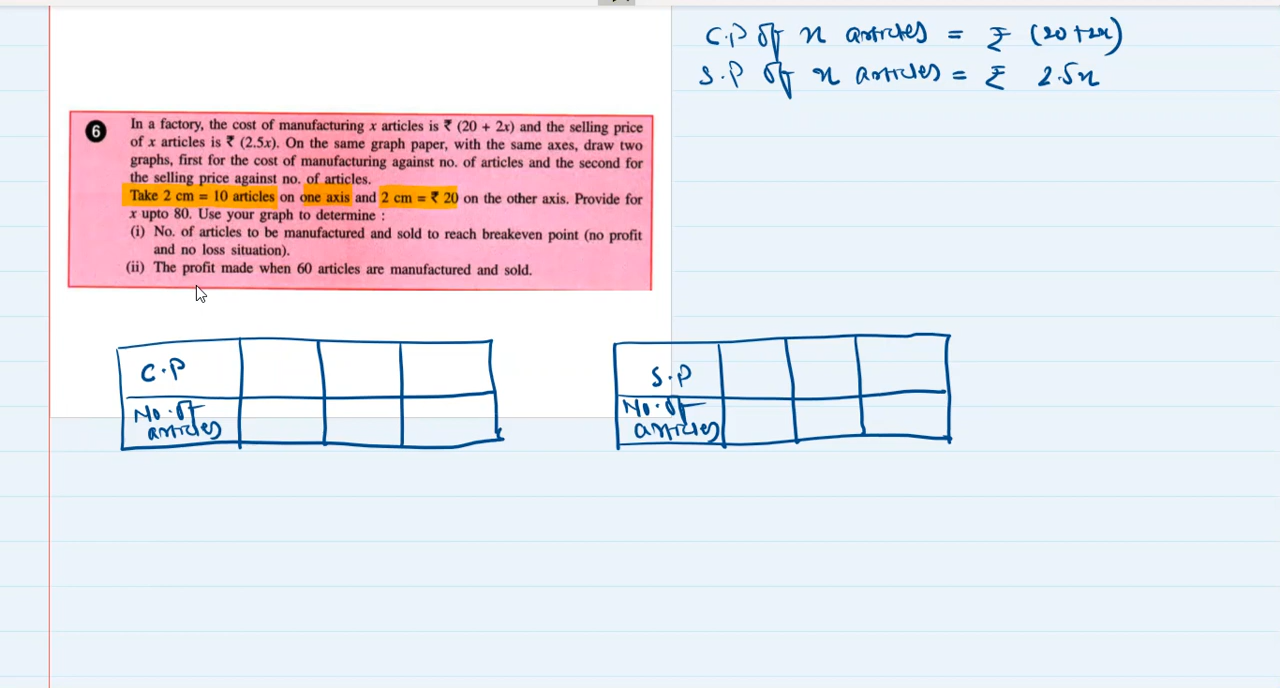 C.P of x articles = ₹ (20+2x)
S.P of x articles = ₹ 2.5x
6 In a factory, the cost of manufacturing x articles is ₹ (20 + 2x) and the selling price
of x articles is ₹ (2.5x). On the same graph paper, with the same axes, draw two
graphs, first for the cost of manufacturing against no. of articles and the second for
the selling price against no. of articles.
Take 2 cm = 10 articles on one axis and 2 cm = ₹ 20 on the other axis. Provide for
x upto 80. Use your graph to determine :
(i) No. of articles to be manufactured and sold to reach breakeven point (no profit
and no loss situation).
(ii) The profit made when 60 articles are manufactured and sold.
C.P
No. of
articles
S.P
No. of
articles